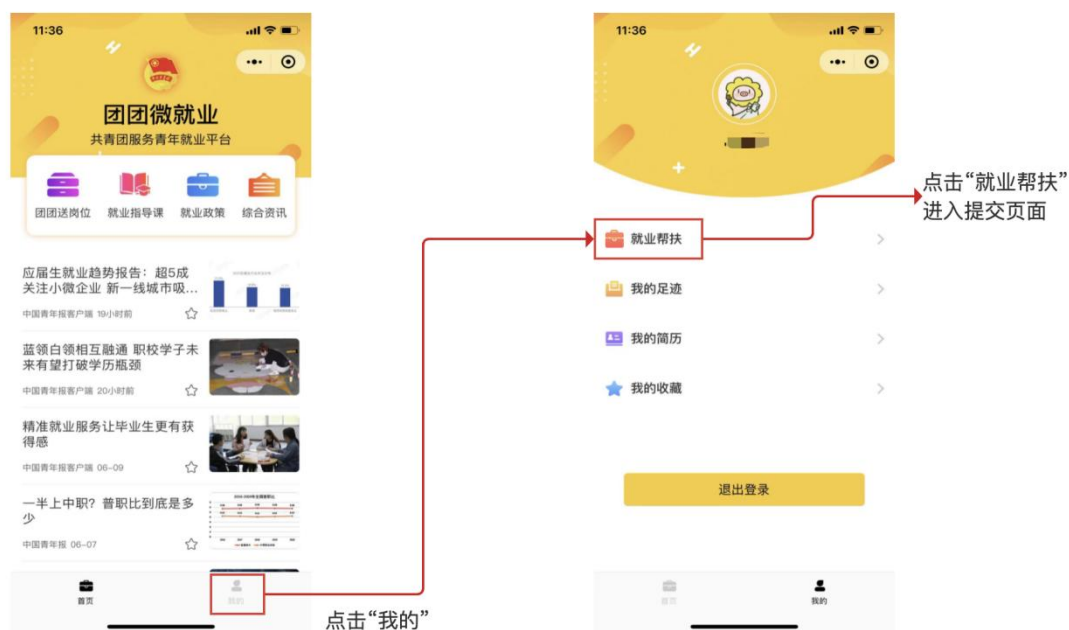 11:36
团团微就业
共青团服务青年就业平台
团团送岗位 就业指导课 就业政策 综合资讯
应届生就业趋势报告：超5成
关注小微企业 新一线城市吸...
中国青年报客户端 19小时前
蓝领白领相互融通 职校学子未
来有望打破学历瓶颈
中国青年报客户端 20小时前
精准就业服务让毕业生更有获
得感
中国青年报客户端 06-09
一半上中职？普职比到底是多
少
中国青年报 06-07
首页 我的
点击“我的”
11:36
就业帮扶
我的足迹
我的简历
我的收藏
退出登录
首页 我的
点击“就业帮扶”
进入提交页面